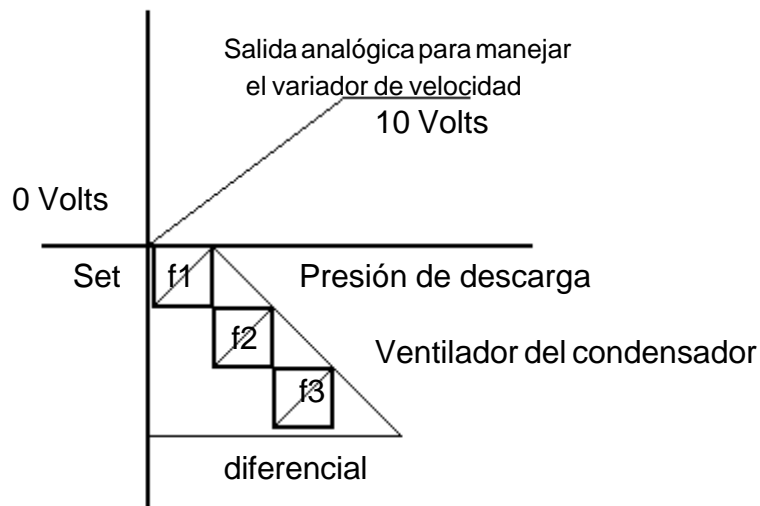 Salida analógica para manejar
el variador de velocidad
10 Volts
0 Volts
Set
f1
Presión de descarga
f2
Ventilador del condensador
f3
diferencial